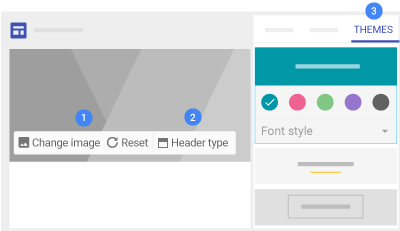 3
THEMES
1
2
Change image Reset Header type
Font style